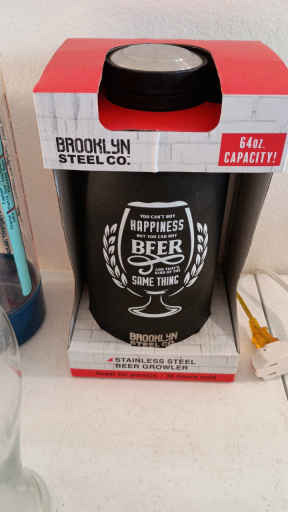 BROOKLYN
STEEL CO.
64oz.
CAPACITY!
YOU CAN'T BUY
HAPPINESS
BUT YOU CAN BUY
BEER
AND THAT'S
KIND OF THE
SAME THING
BROOKLYN
STEEL CO.
STAINLESS STEEL
BEER GROWLER